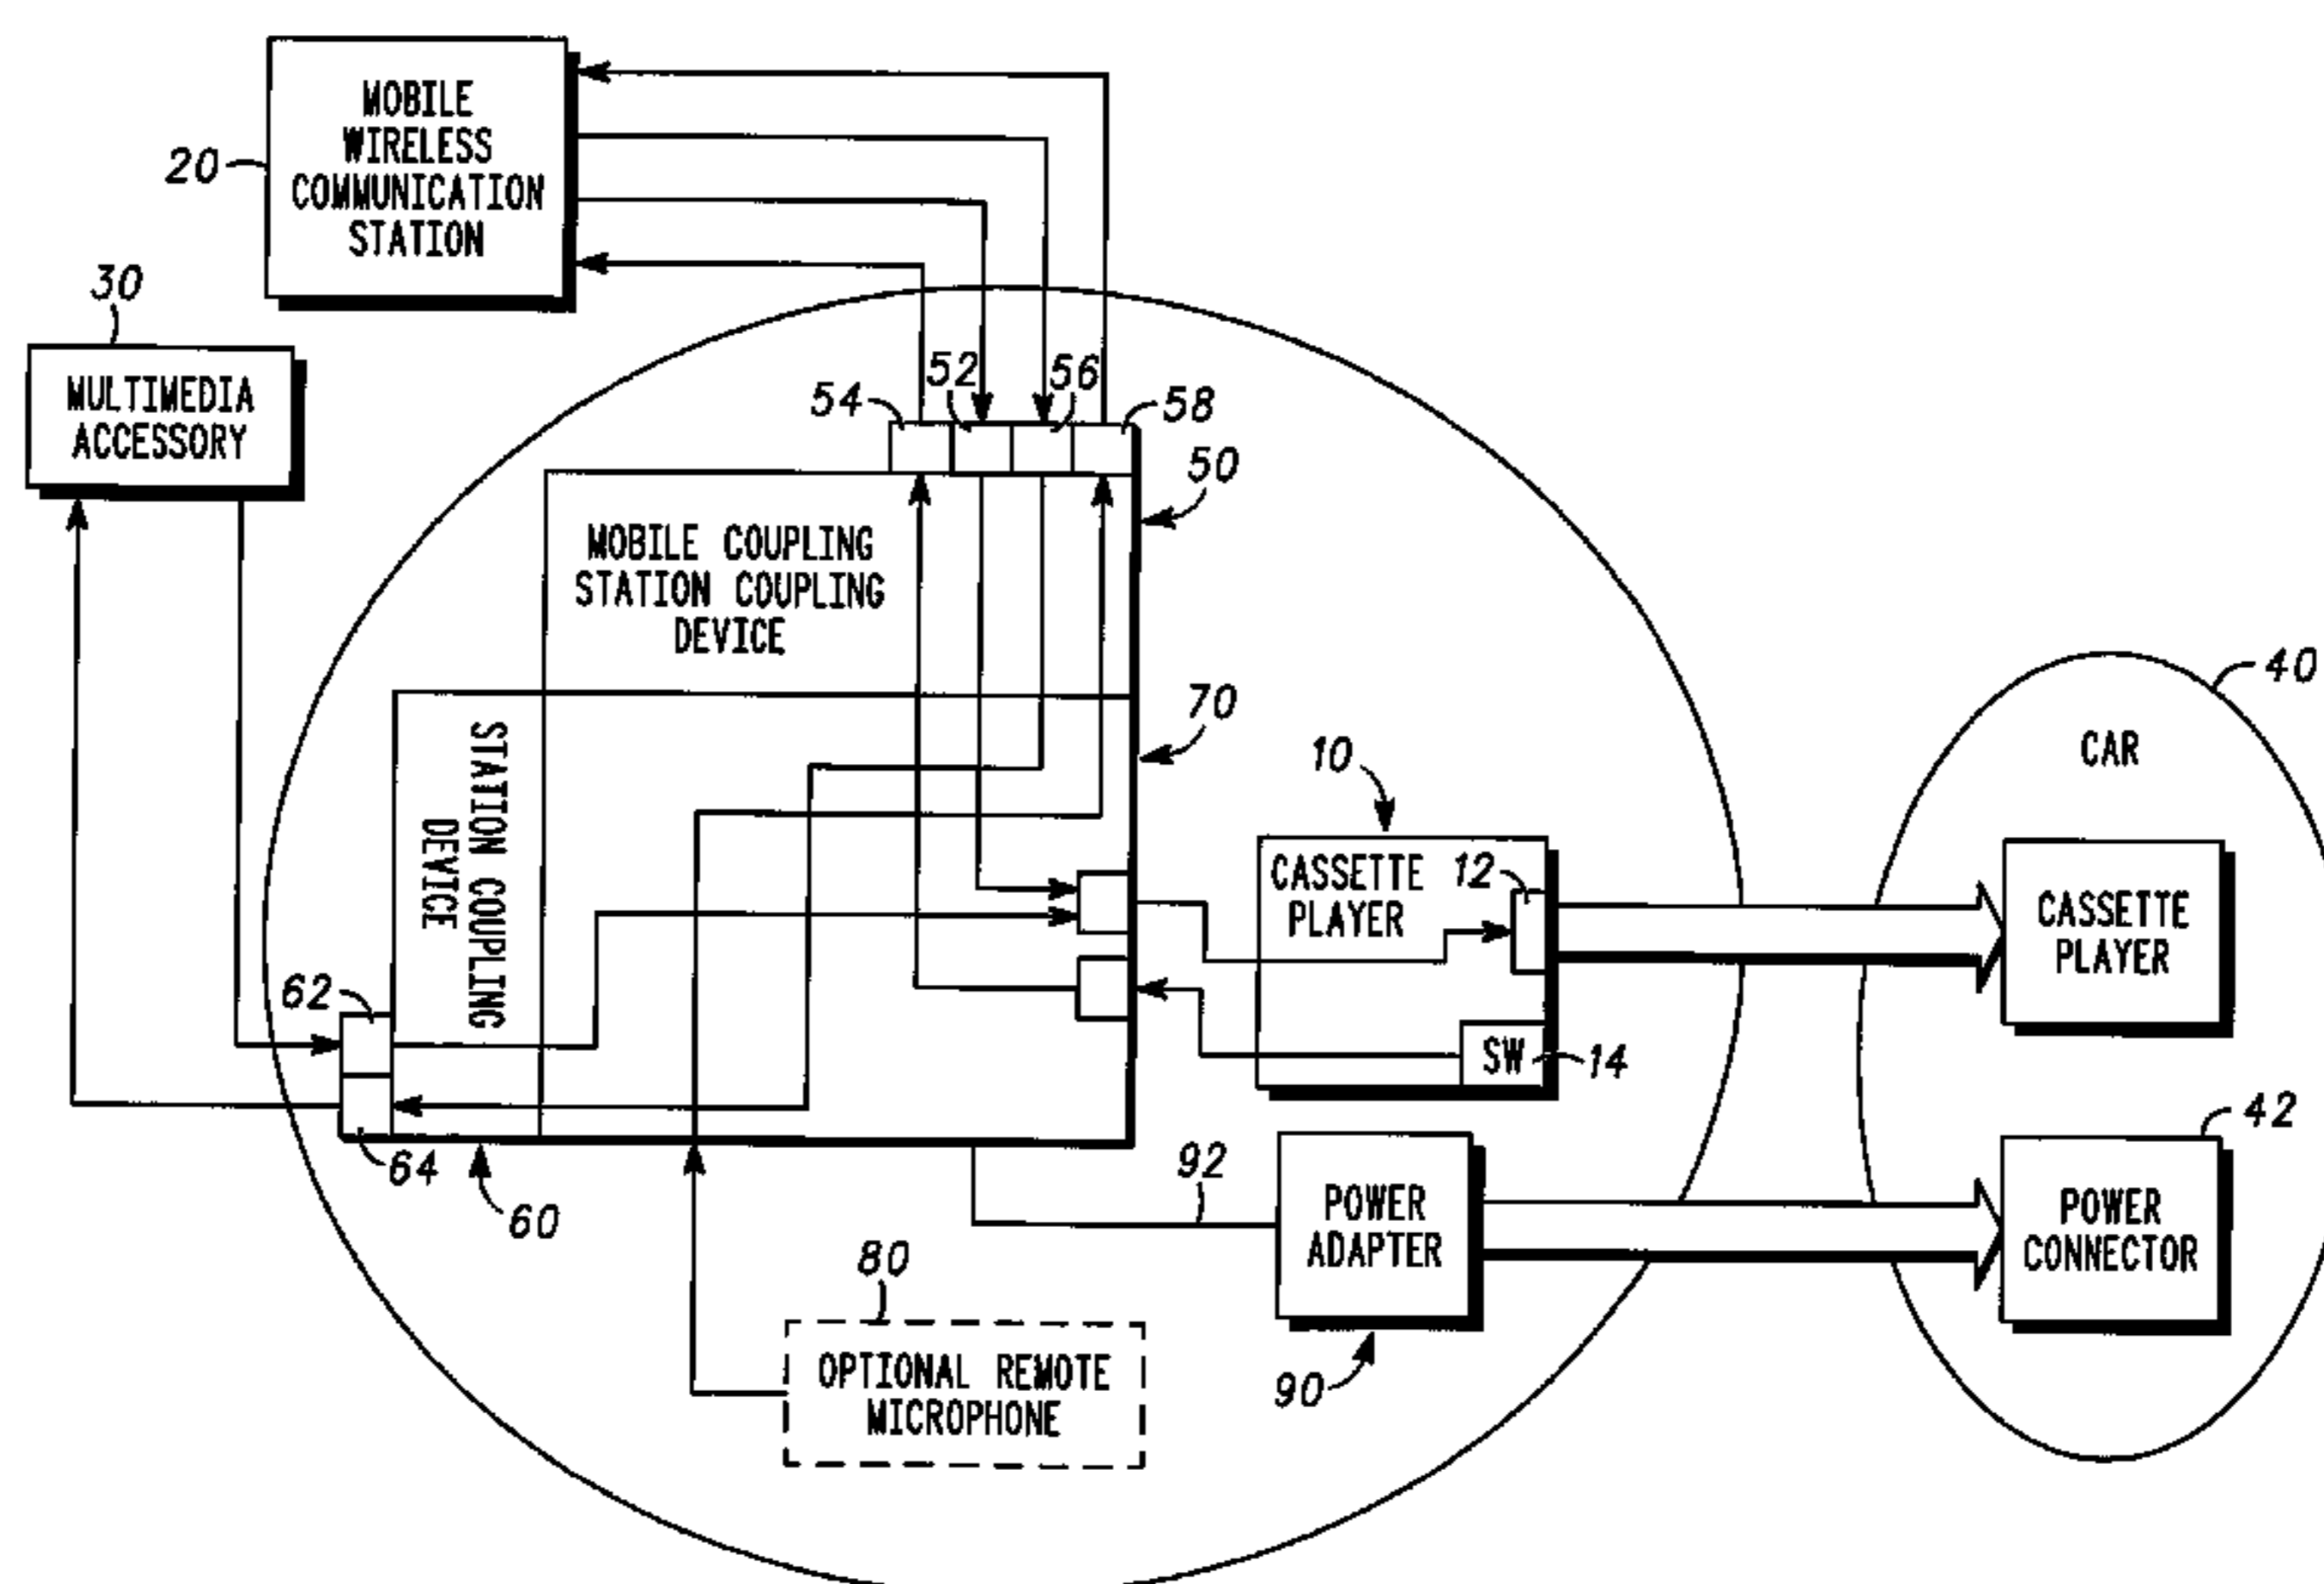 MOBILE
WIRELESS
COMMUNICATION
STATION
20
30
MULTIMEDIA
ACCESSORY
54
52
56
58
50
MOBILE COUPLING
STATION COUPLING
DEVICE
70
STATION COUPLING
DEVICE
10
CASSETTE
PLAYER
12
SW
14
40
CAR
CASSETTE
PLAYER
62
64
60
92
POWER
ADAPTER
90
42
POWER
CONNECTOR
80
OPTIONAL REMOTE
MICROPHONE